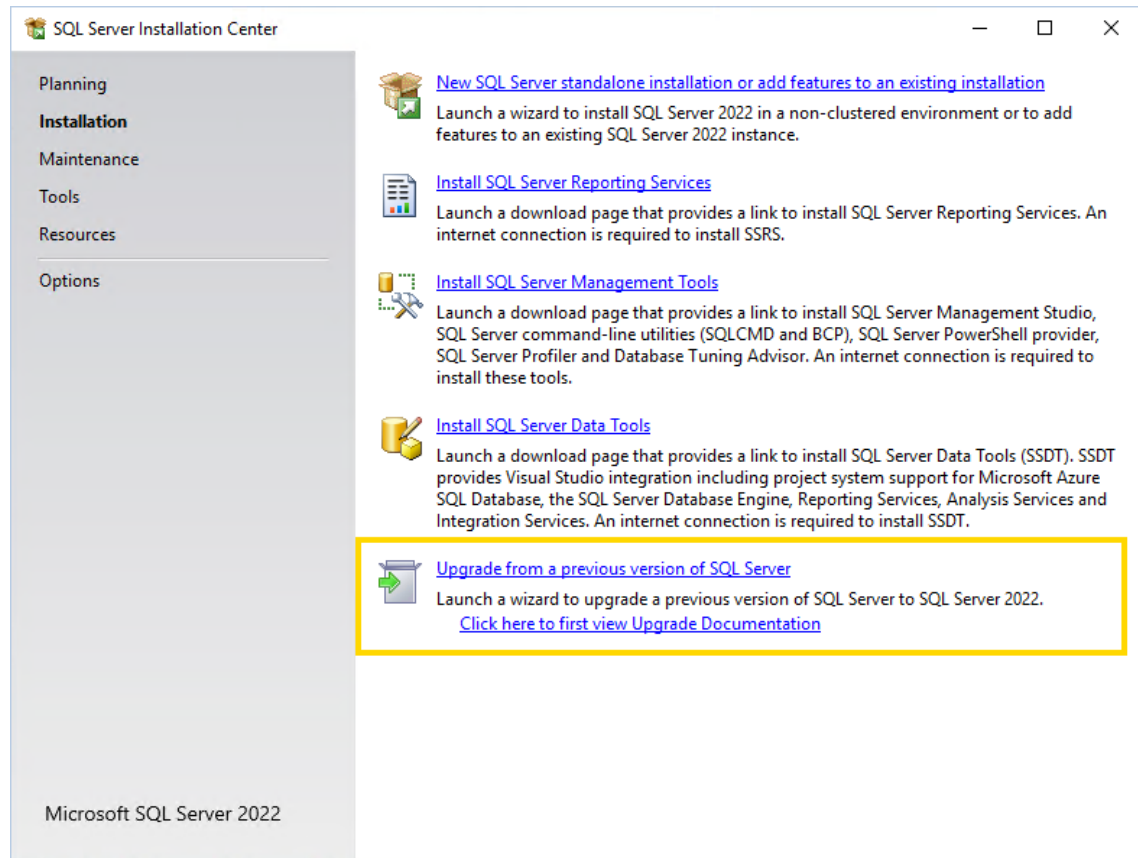 SQL Server Installation Center
Planning
Installation
Maintenance
Tools
Resources
Options
Microsoft SQL Server 2022
New SQL Server standalone installation or add features to an existing installation
Launch a wizard to install SQL Server 2022 in a non-clustered environment or to add
features to an existing SQL Server 2022 instance.
Install SQL Server Reporting Services
Launch a download page that provides a link to install SQL Server Reporting Services. An
internet connection is required to install SSRS.
Install SQL Server Management Tools
Launch a download page that provides a link to install SQL Server Management Studio,
SQL Server command-line utilities (SQLCMD and BCP), SQL Server PowerShell provider,
SQL Server Profiler and Database Tuning Advisor. An internet connection is required to
install these tools.
Install SQL Server Data Tools
Launch a download page that provides a link to install SQL Server Data Tools (SSDT). SSDT
provides Visual Studio integration including project system support for Microsoft Azure
SQL Database, the SQL Server Database Engine, Reporting Services, Analysis Services and
Integration Services. An internet connection is required to install SSDT.
Upgrade from a previous version of SQL Server
Launch a wizard to upgrade a previous version of SQL Server to SQL Server 2022.
Click here to first view Upgrade Documentation